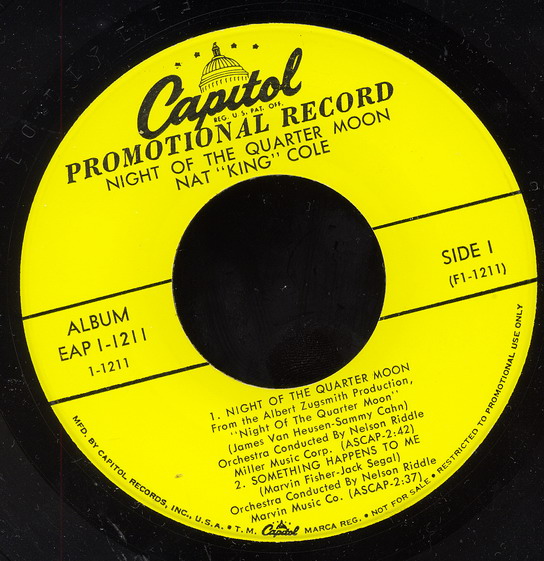 Capitol
REG. U.S. PAT. OFF.
PROMOTIONAL RECORD
NIGHT OF THE QUARTER MOON
NAT "KING" COLE
ALBUM
EAP 1-1211
1-1211
SIDE 1
(F1-1211)
1. NIGHT OF THE QUARTER MOON
From the Albert Zugsmith Production,
"Night Of The Quarter Moon"
(James Van Heusen-Sammy Cahn)
Orchestra Conducted By Nelson Riddle
Miller Music Corp. (ASCAP-2:42)
2. SOMETHING HAPPENS TO ME
(Marvin Fisher-Jack Segal)
Orchestra Conducted By Nelson Riddle
Marvin Music Co. (ASCAP-2:37)
MFD. BY CAPITOL RECORDS, INC., U.S.A. • T.M. Capitol MARCA REG. • NOT FOR SALE • RESTRICTED TO PROMOTIONAL USE ONLY